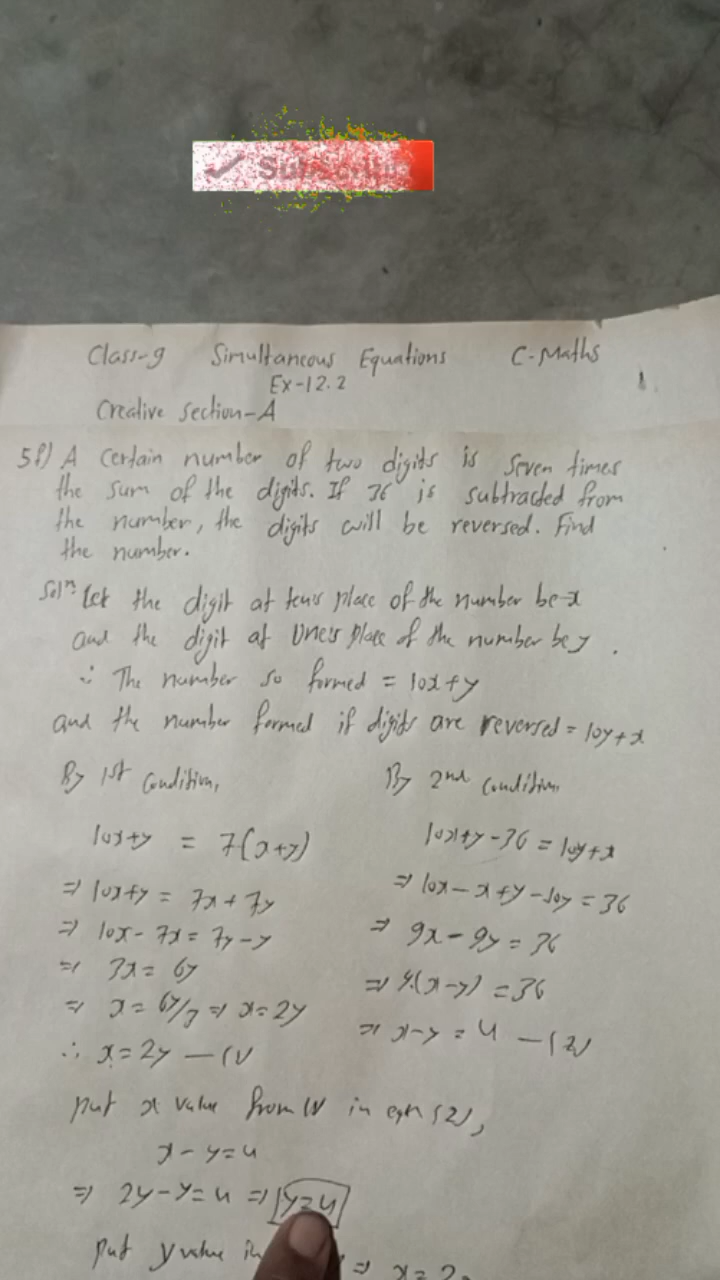 Subscribe
Class-9 Simultaneous Equations C-Maths
Ex-12.2
Creative section-A
5f) A certain number of two digits is seven times
the sum of the digits. If 36 is subtracted from
the number, the digits will be reversed. Find
the number.
Solⁿ: Let the digit at ten's place of the number be x
and the digit at one's place of the number be y.
∴ The number so formed = 10x+y
and the number formed if digits are reversed = 10y+x
By 1st condition,
10x+y = 7(x+y)
⇒ 10x+y = 7x+7y
⇒ 10x-7x = 7y-y
⇒ 3x = 6y
⇒ x = 6y/3 ⇒ x=2y
∴ x=2y —(1)
By 2nd condition,
10x+y-36 = 10y+x
⇒ 10x-x+y-10y = 36
⇒ 9x-9y = 36
⇒ 9(x-y) = 36
⇒ x-y = 4 —(2)
put x value from (1) in eqn (2),
x-y=4
⇒ 2y-y=4 ⇒ y=4
put y value in
⇒ x=2